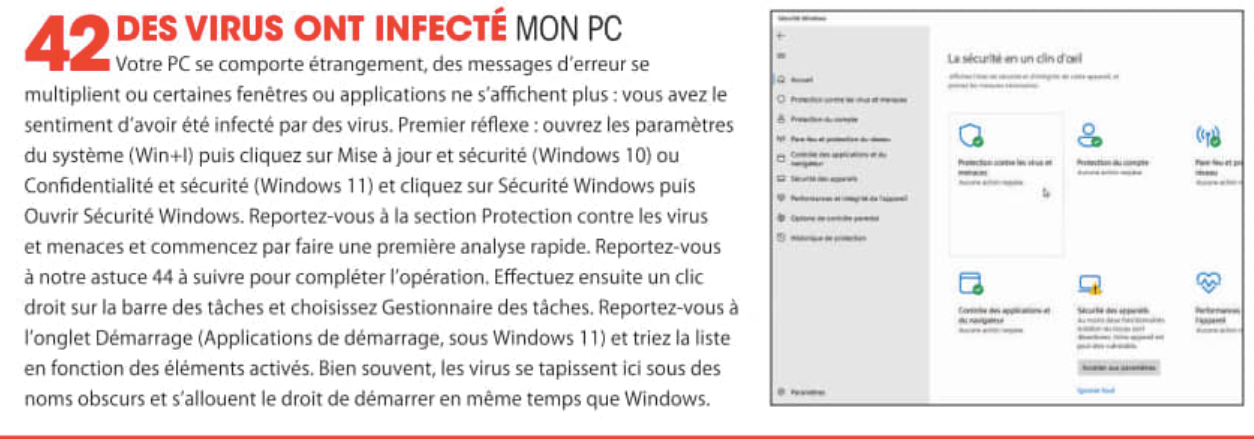 42 DES VIRUS ONT INFECTÉ MON PC
Votre PC se comporte étrangement, des messages d'erreur se
multiplient ou certaines fenêtres ou applications ne s'affichent plus : vous avez le
sentiment d'avoir été infecté par des virus. Premier réflexe : ouvrez les paramètres
du système (Win+I) puis cliquez sur Mise à jour et sécurité (Windows 10) ou
Confidentialité et sécurité (Windows 11) et cliquez sur Sécurité Windows puis
Ouvrir Sécurité Windows. Reportez-vous à la section Protection contre les virus
et menaces et commencez par faire une première analyse rapide. Reportez-vous
à notre astuce 44 à suivre pour compléter l'opération. Effectuez ensuite un clic
droit sur la barre des tâches et choisissez Gestionnaire des tâches. Reportez-vous à
l'onglet Démarrage (Applications de démarrage, sous Windows 11) et triez la liste
en fonction des éléments activés. Bien souvent, les virus se tapissent ici sous des
noms obscurs et s'allouent le droit de démarrer en même temps que Windows.
Sécurité Windows
Accueil
Protection contre les virus et menaces
Protection du compte
Pare-feu et protection du réseau
Contrôle des applications et du
navigateur
Sécurité des appareils
Performances et intégrité de l'appareil
Options de contrôle parental
Historique de protection
Paramètres
La sécurité en un clin d'œil
Protection contre les virus et
menaces
Aucune action requise.
Protection du compte
Aucune action requise.
Pare-feu et pr
réseau
Aucune action r
Contrôle des applications et
du navigateur
Aucune action requise.
Sécurité des appareils
Accéder aux paramètres
Ignorer tout
Performances
l'appareil
Aucune action r